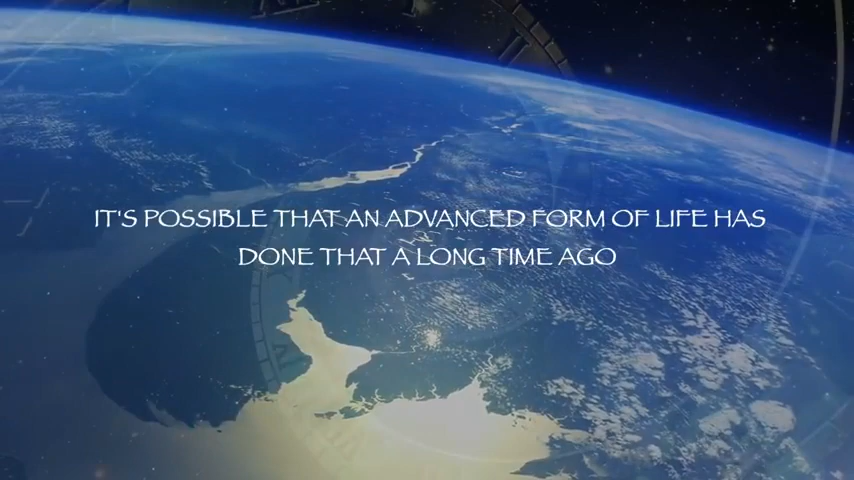 IT'S POSSIBLE THAT AN ADVANCED FORM OF LIFE HAS
DONE THAT A LONG TIME AGO